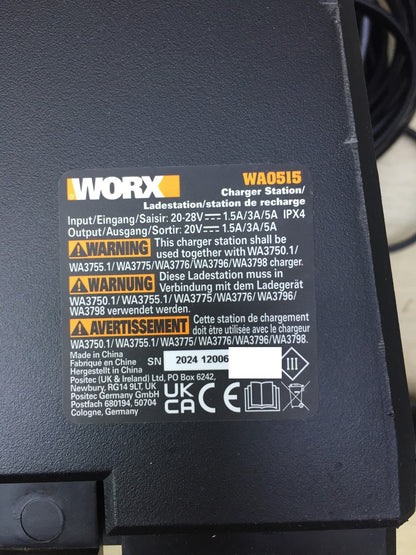 WORX
WA0515
Charger Station/
Ladestation/station de recharge
Input/Eingang/Saisir: 20-28V⎓ 1.5A/3A/5A IPX4
Output/Ausgang/Sortir: 20V⎓ 1.5A/3A/5A
WARNING This charger station shall be
used together with WA3750.1/
WA3755.1/ WA3775/WA3776/WA3796/WA3798 charger.
WARNUNG Diese Ladestation muss in
Verbindung mit dem Ladegerät
WA3750.1/ WA3755.1/ WA3775/WA3776/WA3796/
WA3798 verwendet werden.
AVERTISSEMENT Cette station de chargement
doit être utilisée avec le chargeur
WA3750.1/ WA3755.1/ WA3775/WA3776/WA3796/WA3798.
Made in China
Fabriqué en Chine
Hergestellt in China
SN 2024 12006
III
Positec (UK & Ireland) Ltd, PO Box 6242,
Newbury, RG14 9LT, UK
Positec Germany GmbH
Postfach 680194, 50704
Cologne, Germany
UK
CA
CE